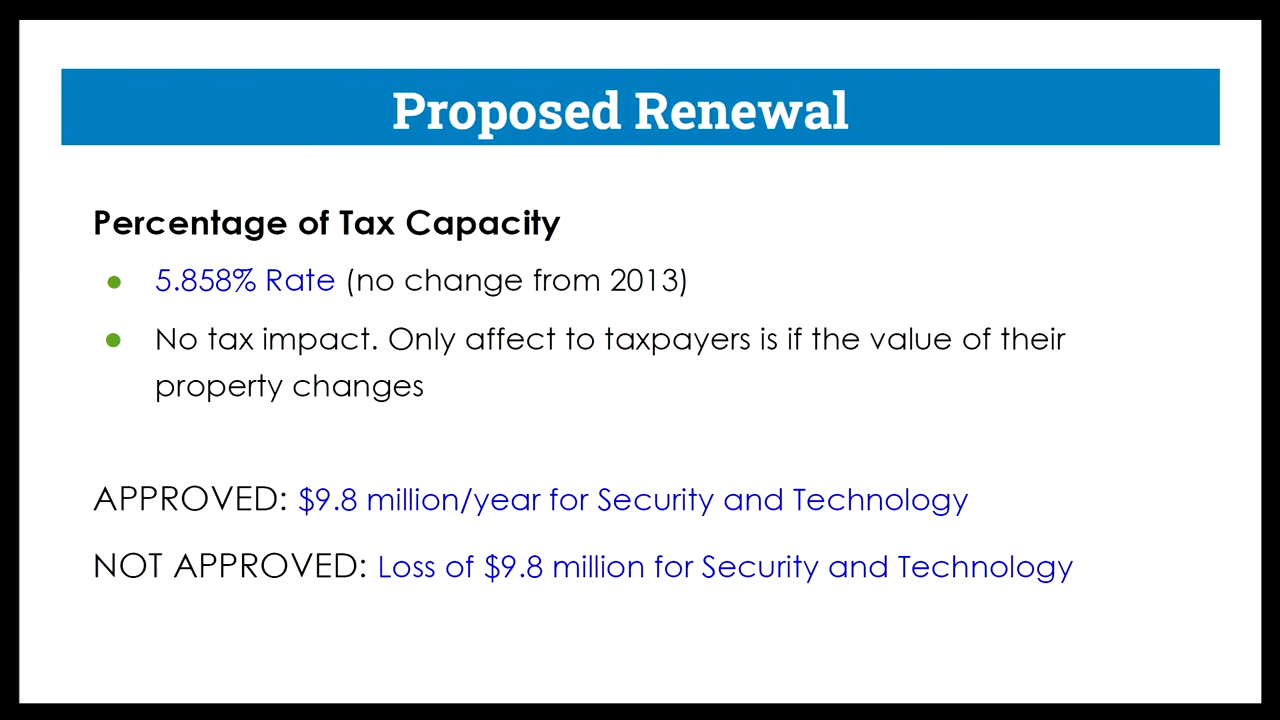 Proposed Renewal
Percentage of Tax Capacity
● 5.858% Rate (no change from 2013)
● No tax impact. Only affect to taxpayers is if the value of their
property changes
APPROVED: $9.8 million/year for Security and Technology
NOT APPROVED: Loss of $9.8 million for Security and Technology